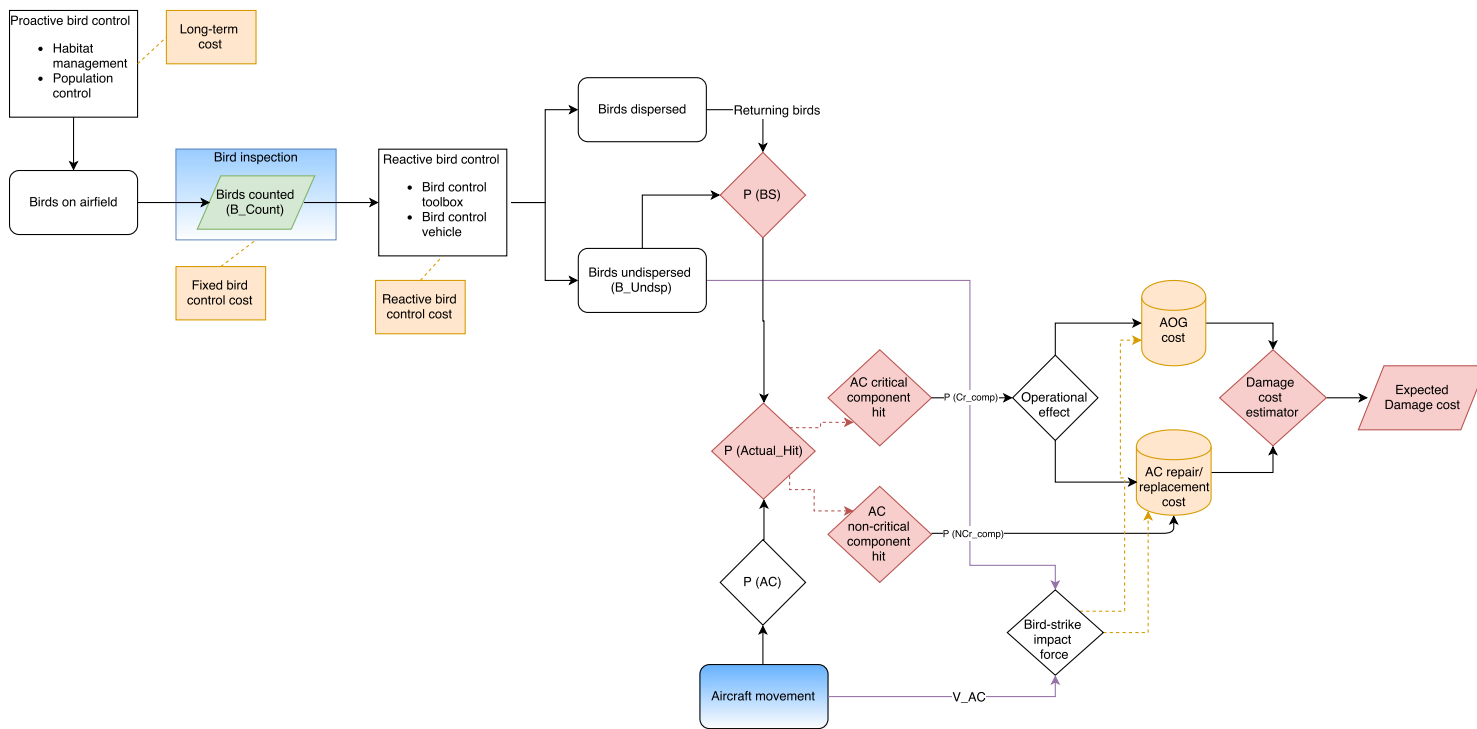 Proactive bird control
• Habitat
management
• Population
control
Long-term
cost
Birds on airfield
Bird inspection
Birds counted
(B_Count)
Fixed bird
control cost
Reactive bird control
• Bird control
toolbox
• Bird control
vehicle
Reactive bird
control cost
Birds dispersed
Returning birds
P (BS)
Birds undispersed
(B_Undsp)
P (Actual_Hit)
AC critical
component
hit
P (Cr_comp)
AC
non-critical
component
hit
P (NCr_comp)
P (AC)
Aircraft movement
V_AC
Bird-strike
impact
force
Operational
effect
AOG
cost
AC repair/
replacement
cost
Damage
cost
estimator
Expected
Damage cost